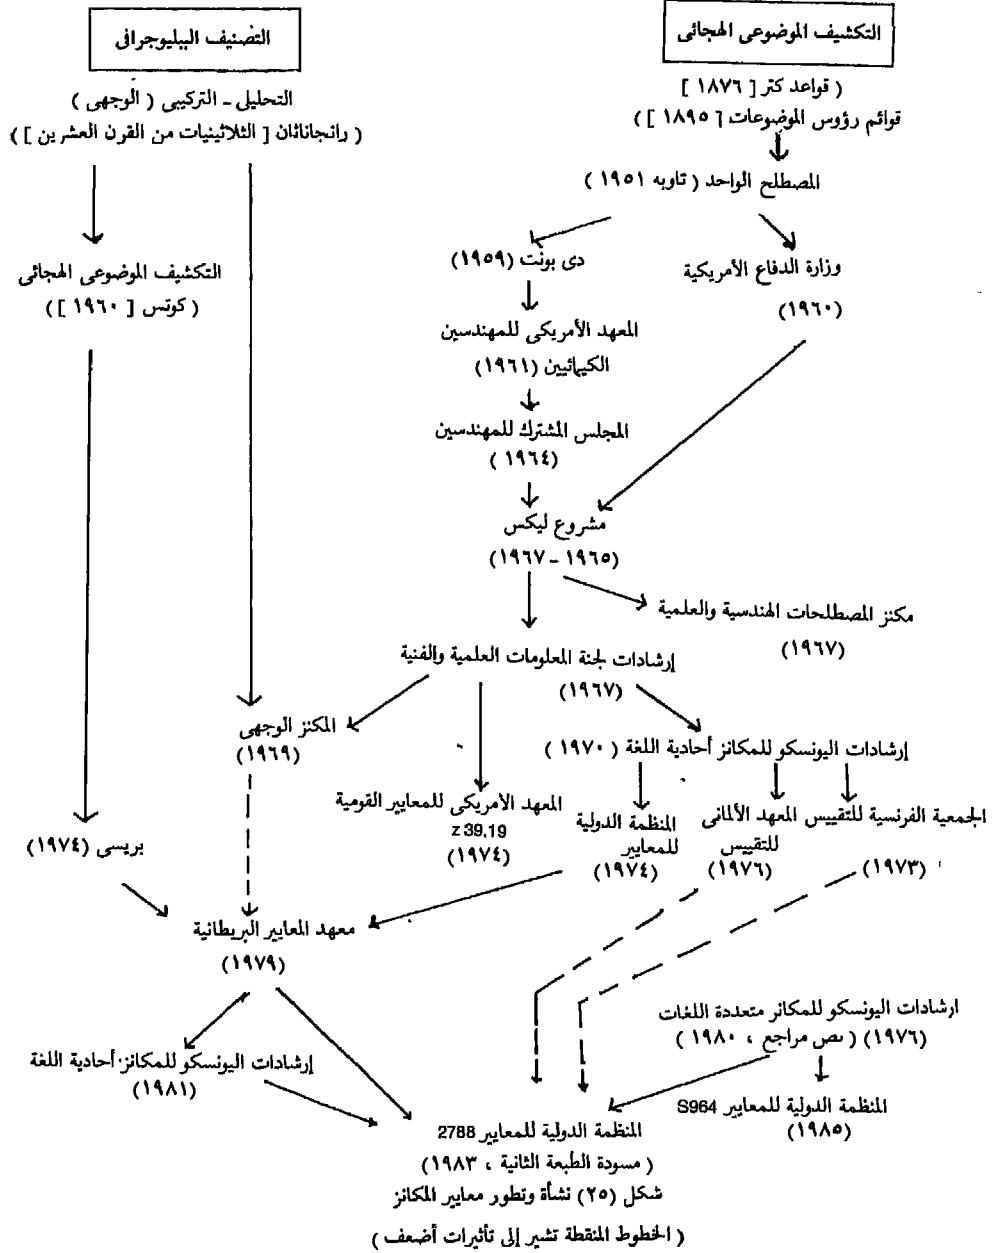 التكشيف الموضوعى الهجائى
( قواعد كتر [ ١٨٧٦ ]
قوائم رؤوس الموضوعات [ ١٨٩٥ ])
المصطلح الواحد ( تاوبه ١٩٥١ )
وزارة الدفاع الأمريكية
(١٩٦٠)
دى بونت (١٩٥٩)
المعهد الأمريكى للمهندسين
الكيمائيين (١٩٦١)
المجلس المشترك للمهندسين
(١٩٦٤ )
مشروع ليكس
(١٩٦٥ – ١٩٦٧)
مكنز المصطلحات الهندسية والعلمية
(١٩٦٧)
إرشادات لجنة المعلومات العلمية والفنية
(١٩٦٧)
إرشادات اليونسكو للمكانز أحادية اللغة (١٩٧٠ )
الجمعية الفرنسية للتقييس
(١٩٧٣)
المعهد الألمانى
للتقييس
(١٩٧٦)
المنظمة الدولية
للمعايير
(١٩٧٤)
المعهد الأمريكى للمعايير القومية
z 39.19
(١٩٧٤)
التصنيف الببليوجرافى
التحليلى – التركيبى ( الوجهى )
( رانجاناثان [ الثلاثينيات من القرن العشرين ])
التكشيف الموضوعى الهجائى
( كوتس [ ١٩٦٠ ])
المكنز الوجهى
(١٩٦٩)
بريسى (١٩٧٤)
معهد المعايير البريطانية
(١٩٧٩)
ارشادات اليونسكو للمكانز متعددة اللغات
(١٩٧٦) ( نص مراجع ، ١٩٨٠ )
إرشادات اليونسكو للمكانز أحادية اللغة
(١٩٨١)
المنظمة الدولية للمعايير S964
(١٩٨٥)
المنظمة الدولية للمعايير 2788
( مسودة الطبعة الثانية ، ١٩٨٣)
شكل (٢٥) نشأة وتطور معايير المكانز
( الخطوط المنقطة تشير إلى تأثيرات أضعف )